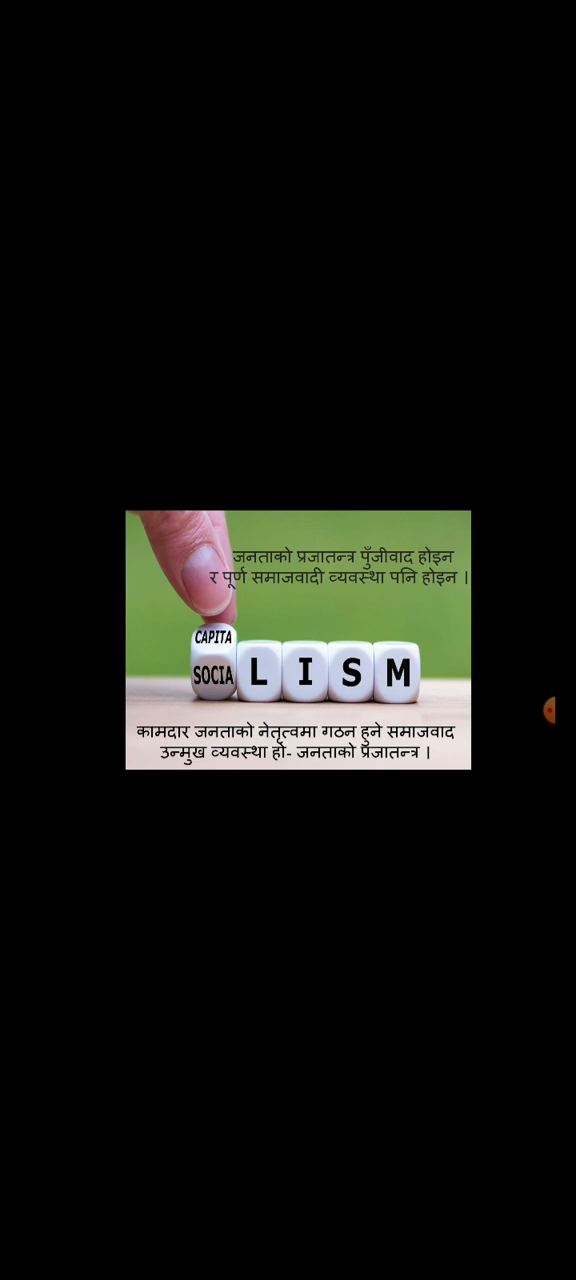 जनताको प्रजातन्त्र पुँजीवाद होइन
र पूर्ण समाजवादी व्यवस्था पनि होइन ।
CAPITA
SOCIA L I S M
कामदार जनताको नेतृत्वमा गठन हुने समाजवाद
उन्मुख व्यवस्था हो- जनताको प्रजातन्त्र ।